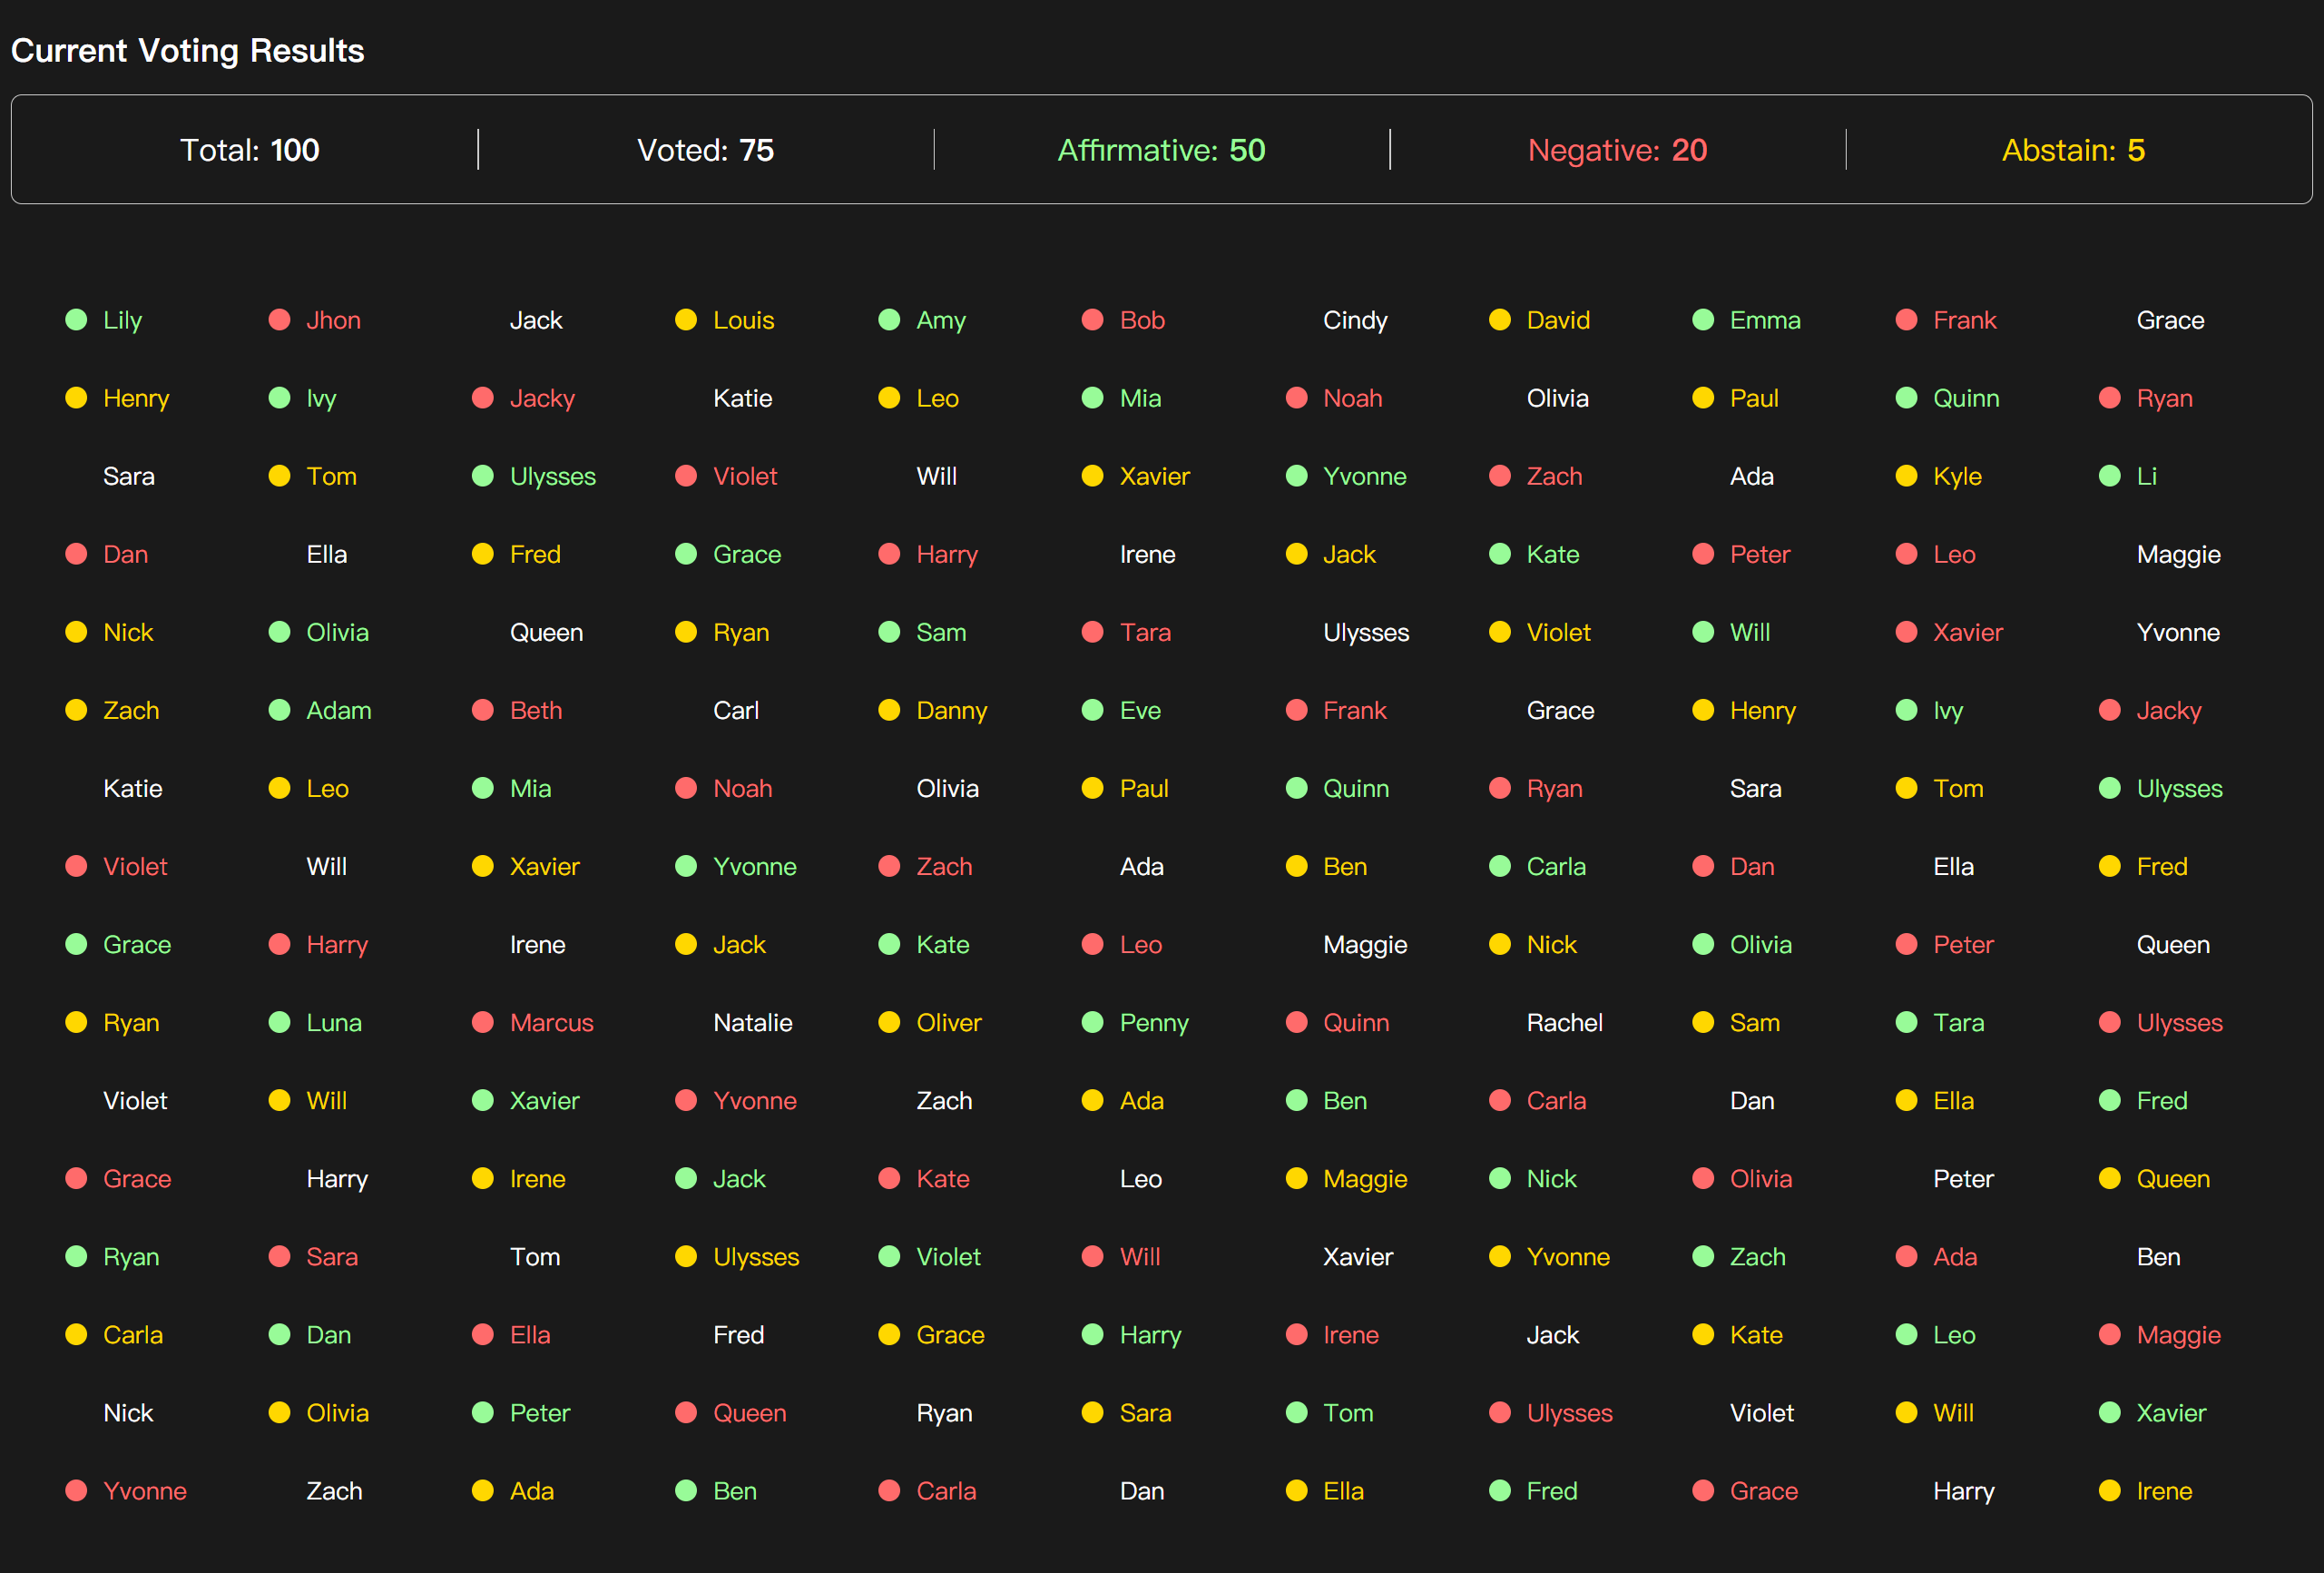 Current Voting Results
Total: 100 Voted: 75 Affirmative: 50 Negative: 20 Abstain: 5
Lily Jhon Jack Louis Amy Bob Cindy David Emma Frank Grace
Henry Ivy Jacky Katie Leo Mia Noah Olivia Paul Quinn Ryan
Sara Tom Ulysses Violet Will Xavier Yvonne Zach Ada Kyle Li
Dan Ella Fred Grace Harry Irene Jack Kate Peter Leo Maggie
Nick Olivia Queen Ryan Sam Tara Ulysses Violet Will Xavier Yvonne
Zach Adam Beth Carl Danny Eve Frank Grace Henry Ivy Jacky
Katie Leo Mia Noah Olivia Paul Quinn Ryan Sara Tom Ulysses
Violet Will Xavier Yvonne Zach Ada Ben Carla Dan Ella Fred
Grace Harry Irene Jack Kate Leo Maggie Nick Olivia Peter Queen
Ryan Luna Marcus Natalie Oliver Penny Quinn Rachel Sam Tara Ulysses
Violet Will Xavier Yvonne Zach Ada Ben Carla Dan Ella Fred
Grace Harry Irene Jack Kate Leo Maggie Nick Olivia Peter Queen
Ryan Sara Tom Ulysses Violet Will Xavier Yvonne Zach Ada Ben
Carla Dan Ella Fred Grace Harry Irene Jack Kate Leo Maggie
Nick Olivia Peter Queen Ryan Sara Tom Ulysses Violet Will Xavier
Yvonne Zach Ada Ben Carla Dan Ella Fred Grace Harry Irene